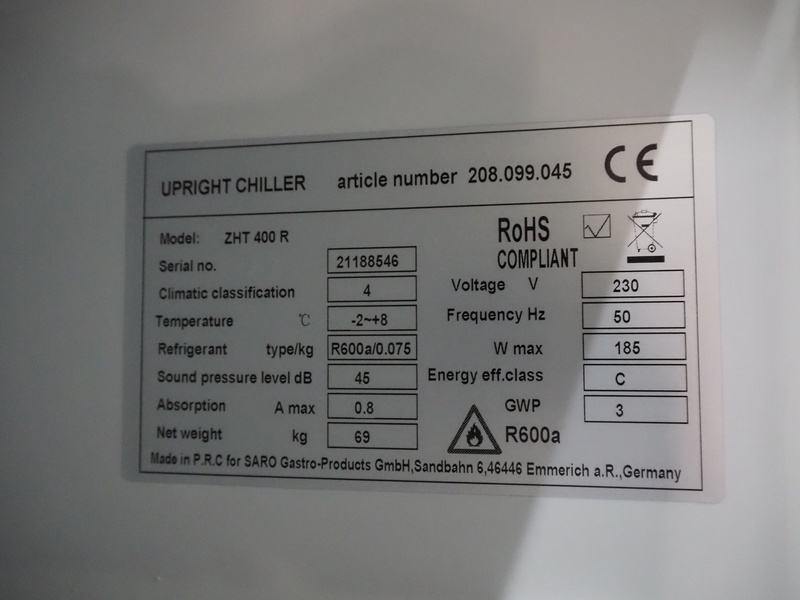 UPRIGHT CHILLER article number 208.099.045 CE
Model: ZHT 400 R
RoHS
COMPLIANT
Serial no. 21188546
Climatic classification 4
Voltage V 230
Temperature ℃ -2~+8
Frequency Hz 50
Refrigerant type/kg R600a/0.075
W max 185
Sound pressure level dB 45
Energy eff.class C
Absorption A max 0.8
GWP 3
Net weight kg 69
R600a
Made in P.R.C for SARO Gastro-Products GmbH,Sandbahn 6,46446 Emmerich a.R.,Germany